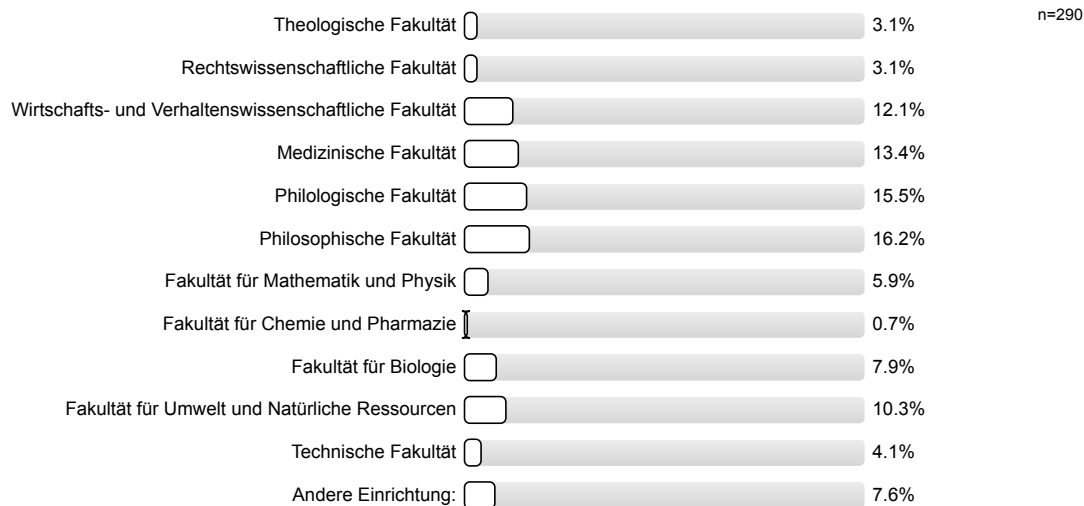 n=290
Theologische Fakultät 3.1%
Rechtswissenschaftliche Fakultät 3.1%
Wirtschafts- und Verhaltenswissenschaftliche Fakultät 12.1%
Medizinische Fakultät 13.4%
Philologische Fakultät 15.5%
Philosophische Fakultät 16.2%
Fakultät für Mathematik und Physik 5.9%
Fakultät für Chemie und Pharmazie 0.7%
Fakultät für Biologie 7.9%
Fakultät für Umwelt und Natürliche Ressourcen 10.3%
Technische Fakultät 4.1%
Andere Einrichtung: 7.6%